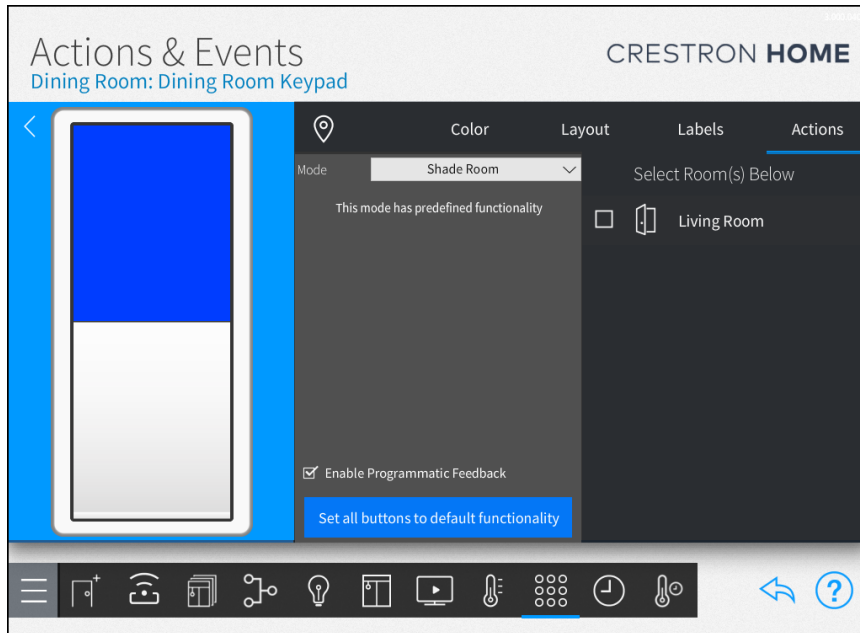 Actions & Events
CRESTRON HOME
Dining Room: Dining Room Keypad
Color
Layout
Labels
Actions
Mode
Shade Room
Select Room(s) Below
This mode has predefined functionality
Living Room
Enable Programmatic Feedback
Set all buttons to default functionality
?